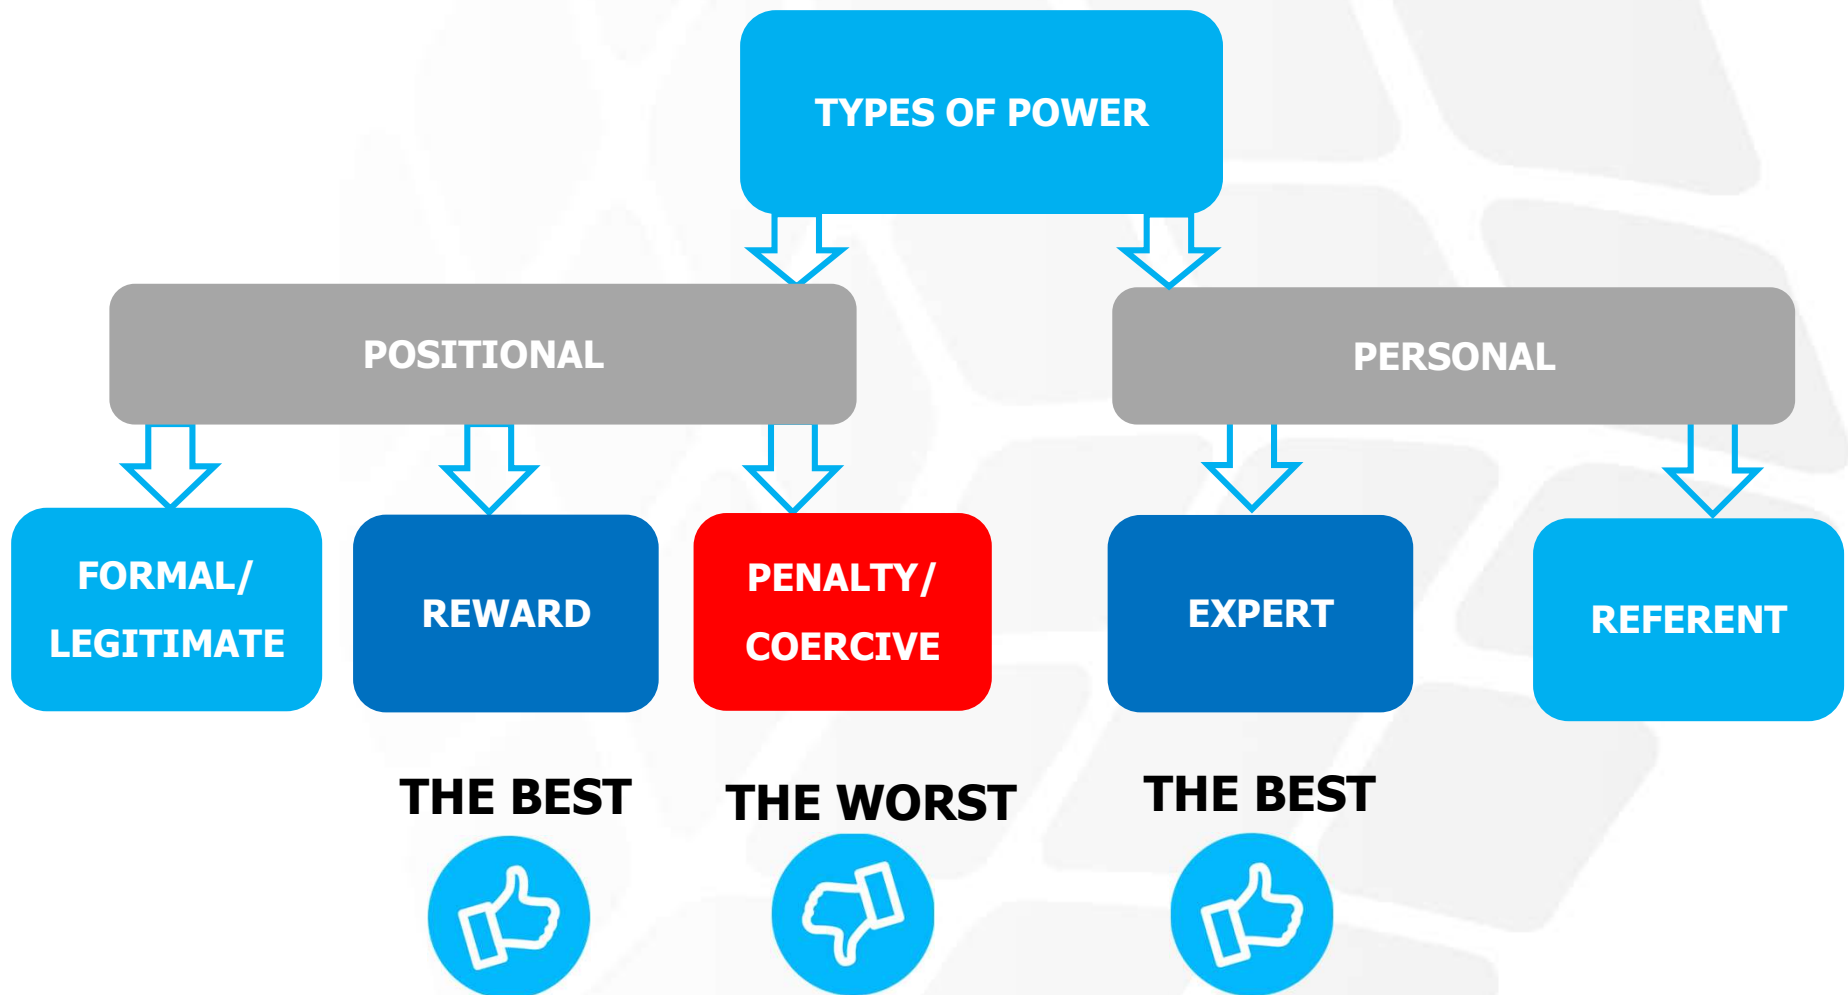 TYPES OF POWER
POSITIONAL
PERSONAL
FORMAL/
LEGITIMATE
REWARD
PENALTY/
COERCIVE
EXPERT
REFERENT
THE BEST
THE WORST
THE BEST